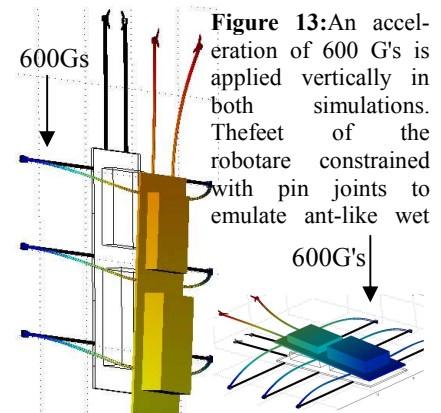 600Gs
Figure 13:An accel-
eration of 600 G's is
applied vertically in
both simulations.
Thefeet of the
robotare constrained
with pin joints to
emulate ant-like wet
600G's